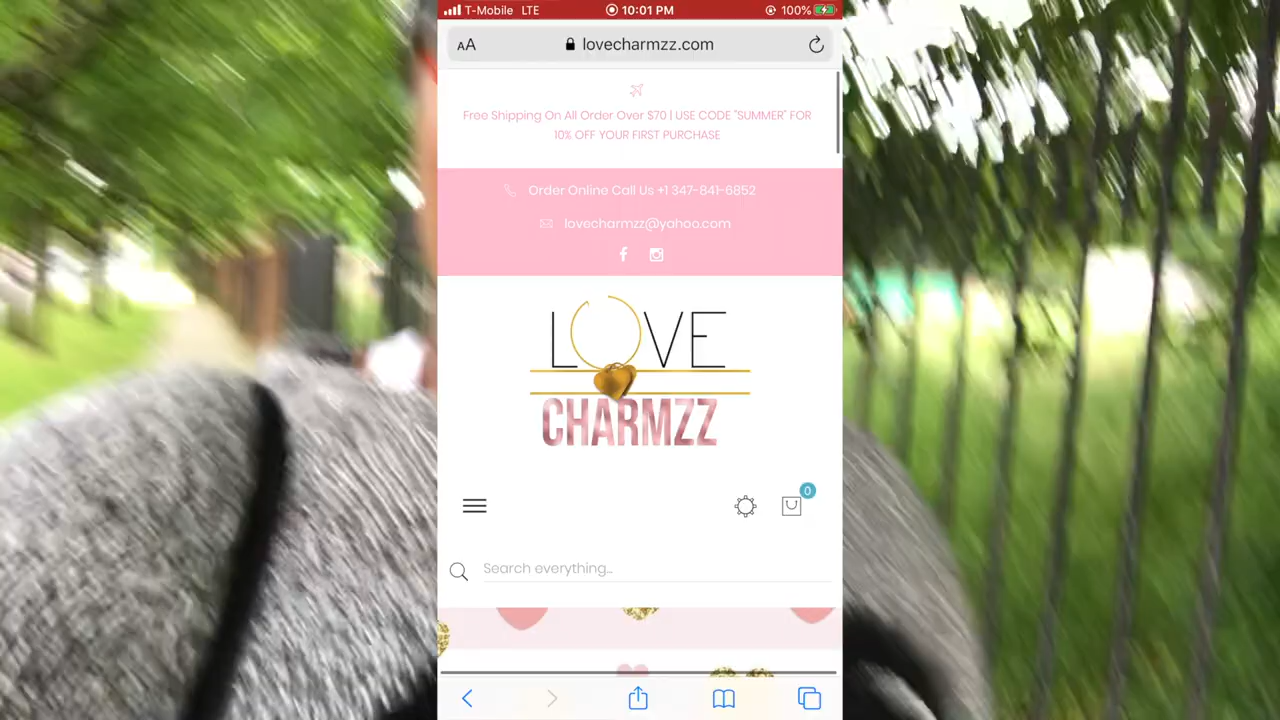 T-Mobile LTE 10:01 PM 100%
AA lovecharmzz.com
Free Shipping On All Order Over $70 | USE CODE "SUMMER" FOR
10% OFF YOUR FIRST PURCHASE
Order Online Call Us +1 347-841-6852
lovecharmzz@yahoo.com
LOVE
CHARMZZ
0
Search everything...